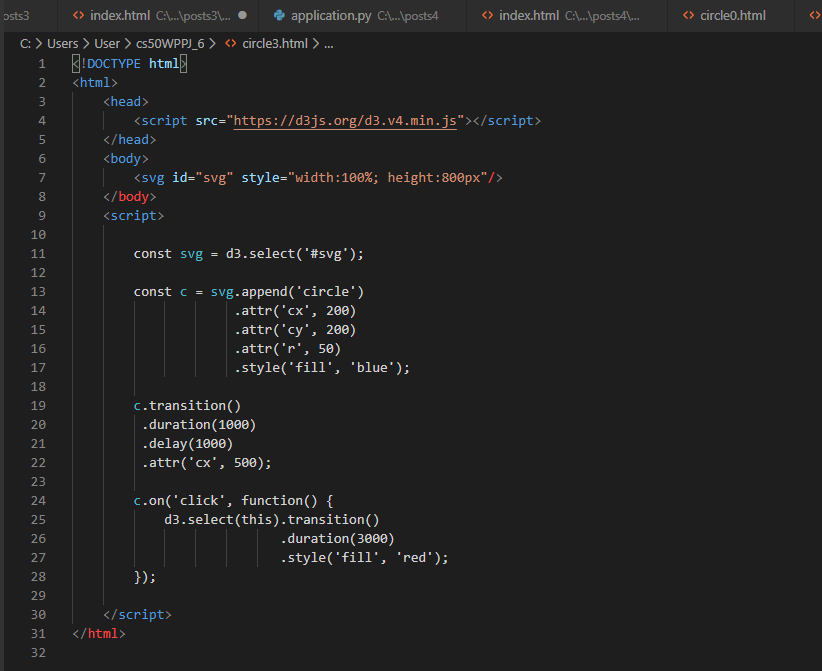 osts3 index.html C:\...\posts3\... ● application.py C:\...\posts4 index.html C:\...\posts4\... circle0.html
C: > Users > User > cs50WPPJ_6 > circle3.html > ...
1 <!DOCTYPE html>
2 <html>
3     <head>
4         <script src="https://d3js.org/d3.v4.min.js"></script>
5     </head>
6     <body>
7         <svg id="svg" style="width:100%; height:800px"/>
8     </body>
9     <script>
10
11         const svg = d3.select('#svg');
12
13         const c = svg.append('circle')
14                      .attr('cx', 200)
15                      .attr('cy', 200)
16                      .attr('r', 50)
17                      .style('fill', 'blue');
18
19         c.transition()
20          .duration(1000)
21          .delay(1000)
22          .attr('cx', 500);
23
24         c.on('click', function() {
25             d3.select(this).transition()
26                            .duration(3000)
27                            .style('fill', 'red');
28         });
29
30     </script>
31 </html>
32